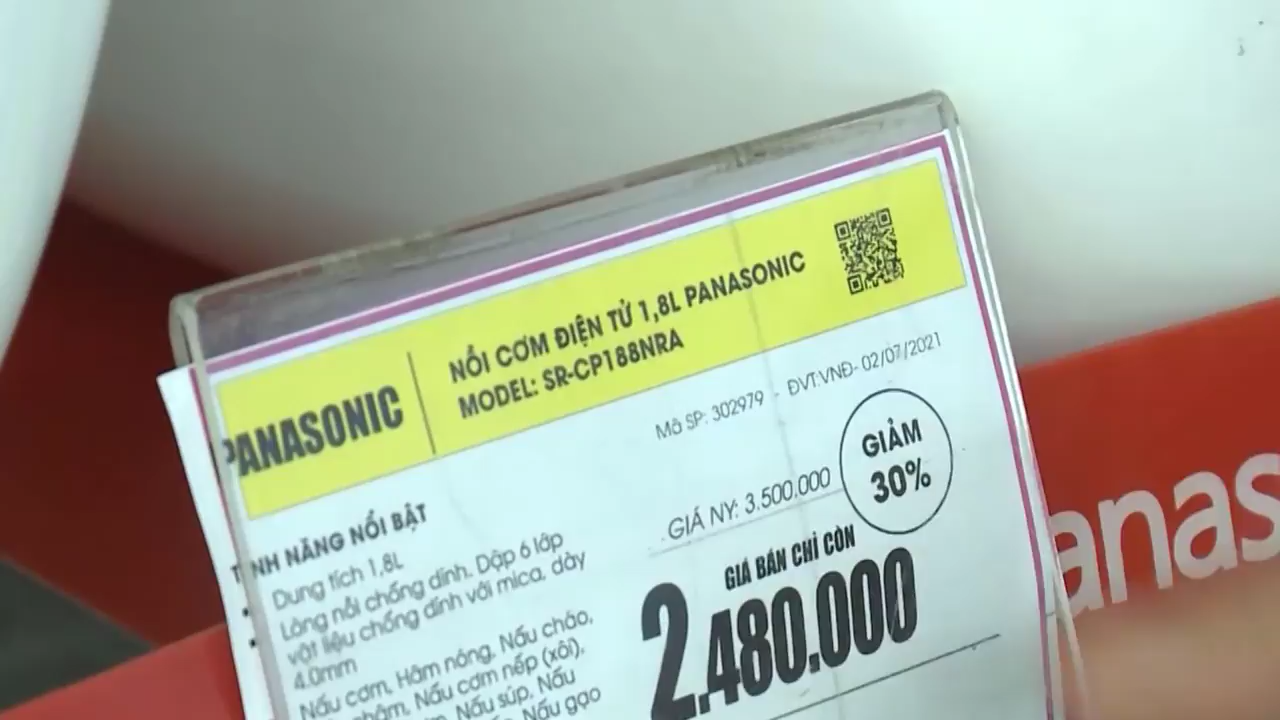 PANASONIC
NỒI CƠM ĐIỆN TỬ 1,8L PANASONIC
MODEL: SR-CP188NRA
Mã SP: 302979 - ĐVT:VNĐ- 02/07/2021
GIẢM
30%
GIÁ NY: 3.500.000
GIÁ BÁN CHỈ CÒN
2.480.000
TÍNH NĂNG NỔI BẬT
Dung tích 1,8L
Lòng nồi chống dính. Dập 6 lớp
vật liệu chống dính với mica, dày
4.0mm
Nấu cơm, Hâm nóng, Nấu cháo,
Nấu cơm nếp (xôi),
Nấu súp, Nấu
Nấu gạo
anas